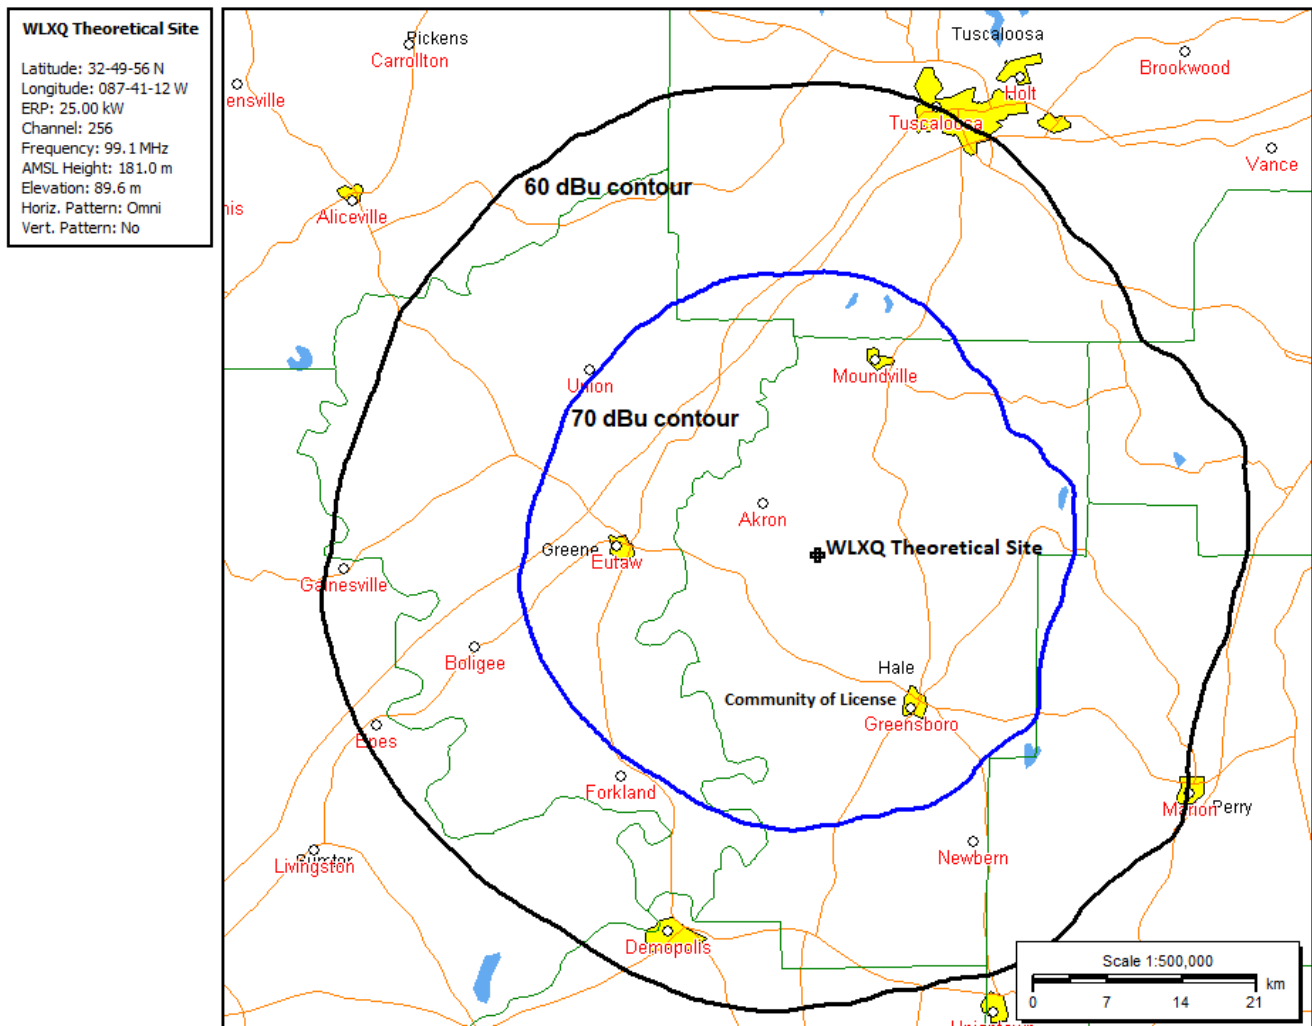 WLXQ Theoretical Site
Latitude: 32-49-56 N
Longitude: 087-41-12 W
ERP: 25.00 kW
Channel: 256
Frequency: 99.1 MHz
AMSL Height: 181.0 m
Elevation: 89.6 m
Horiz. Pattern: Omni
Vert. Pattern: No
Pickens
Carrollton
Tuscaloosa
Brookwood
ensville
Holt
Tuscaloosa
Vance
60 dBu contour
nis
Aliceville
Union
Moundville
70 dBu contour
Akron
Greene
Eutaw
WLXQ Theoretical Site
Gainesville
Boligee
Hale
Community of License
Greensboro
Epes
Forkland
Marion
Perry
Newbern
Sumter
Livingston
Demopolis
Scale 1:500,000
km
0 7 14 21
Uniontown